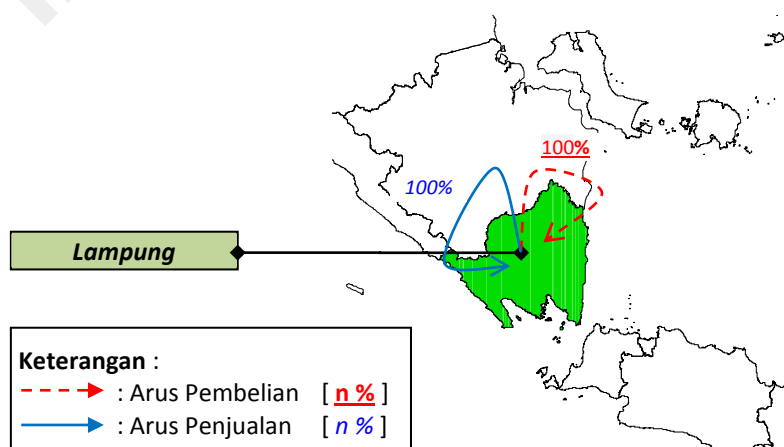 100%
100%
Lampung
Keterangan :
: Arus Pembelian [ n % ]
: Arus Penjualan [ n % ]